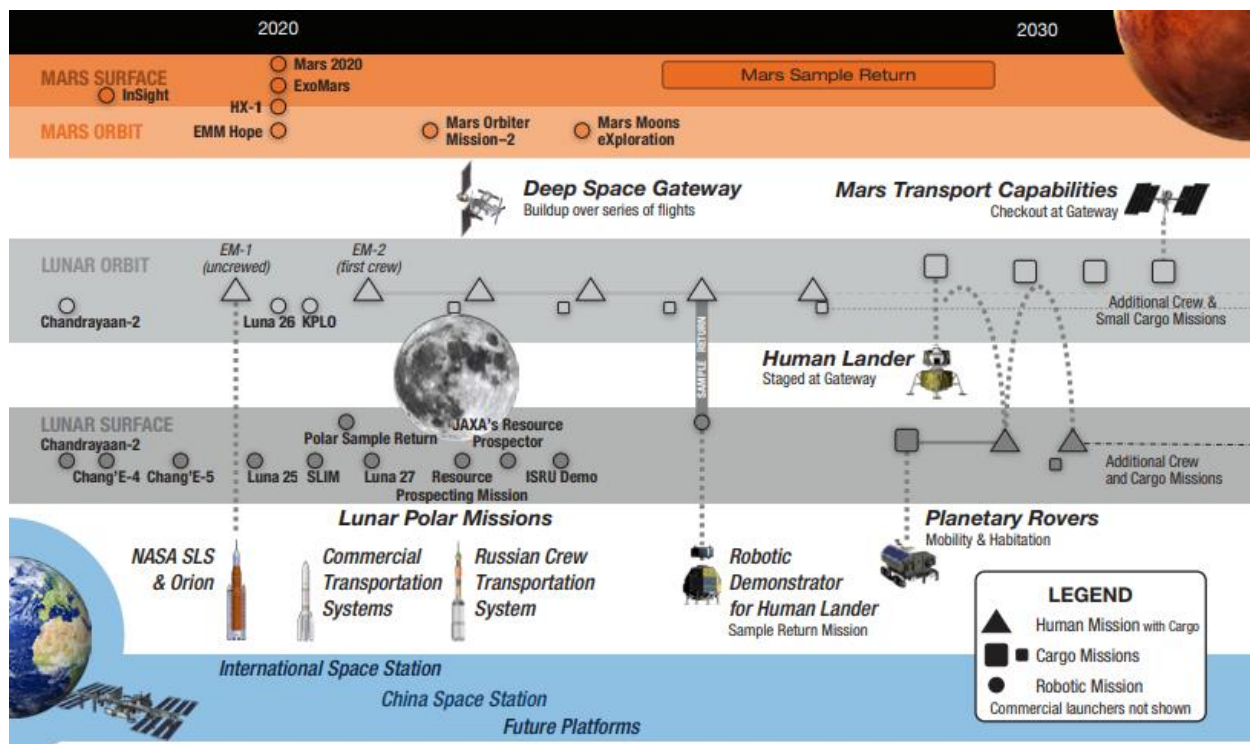 2020
2030
MARS SURFACE
InSight
Mars 2020
ExoMars
HX-1
Mars Sample Return
MARS ORBIT
EMM Hope
Mars Orbiter
Mission–2
Mars Moons
eXploration
Deep Space Gateway
Buildup over series of flights
Mars Transport Capabilities
Checkout at Gateway
LUNAR ORBIT
EM-1
(uncrewed)
EM-2
(first crew)
Chandrayaan-2
Luna 26
KPLO
Additional Crew &
Small Cargo Missions
SAMPLE RETURN
Human Lander
Staged at Gateway
LUNAR SURFACE
Chandrayaan-2
Chang'E-4
Chang'E-5
Luna 25
SLIM
Polar Sample Return
Luna 27
JAXA's Resource
Prospector
Resource
Prospecting Mission
ISRU Demo
Additional Crew
and Cargo Missions
Lunar Polar Missions
Planetary Rovers
Mobility & Habitation
NASA SLS
& Orion
Commercial
Transportation
Systems
Russian Crew
Transportation
System
Robotic
Demonstrator
for Human Lander
Sample Return Mission
LEGEND
Human Mission with Cargo
Cargo Missions
Robotic Mission
Commercial launchers not shown
International Space Station
China Space Station
Future Platforms